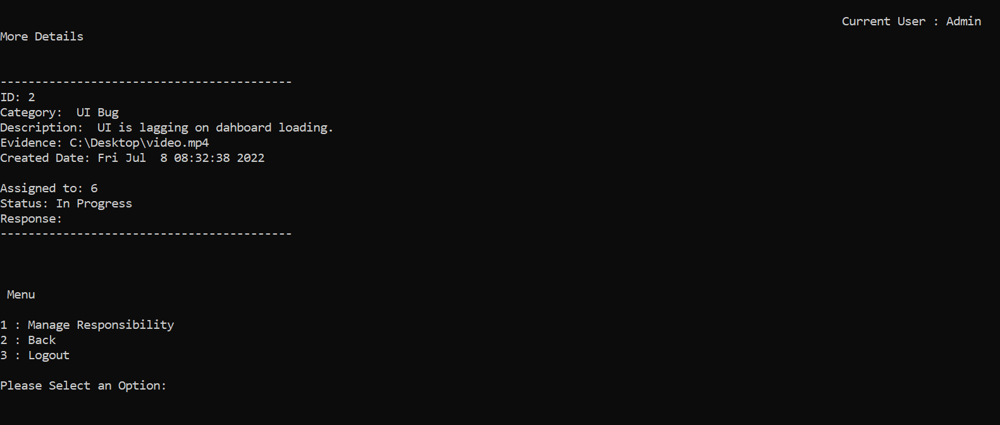 Current User : Admin
More Details
------------------------------------------
ID: 2
Category:  UI Bug
Description:  UI is lagging on dahboard loading.
Evidence: C:\Desktop\video.mp4
Created Date: Fri Jul  8 08:32:38 2022
Assigned to: 6
Status: In Progress
Response:
------------------------------------------
Menu
1 : Manage Responsibility
2 : Back
3 : Logout
Please Select an Option: